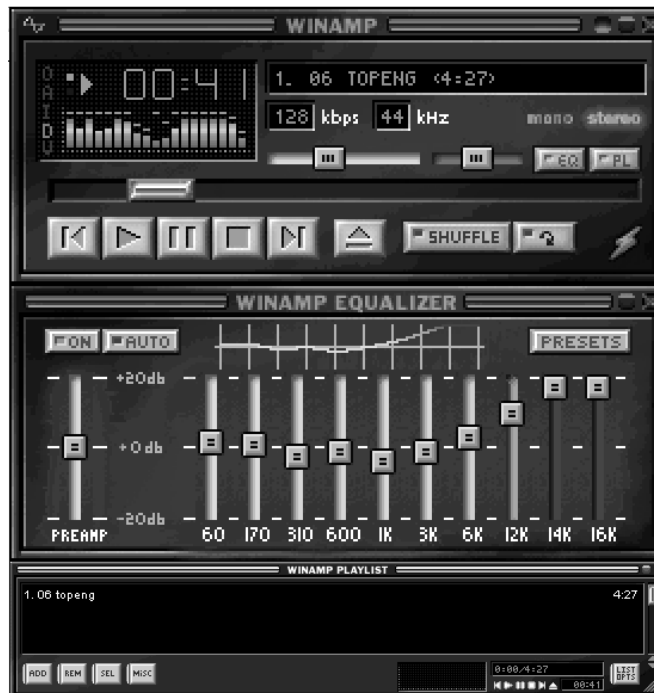 WINAMP
O
A
I
D
V
00:41
1. 06 TOPENG (4:27)
128 kbps 44 kHz mono stereo
EQ PL
SHUFFLE
WINAMP EQUALIZER
ON AUTO PRESETS
+20db
+0db
-20db
PREAMP 60 170 310 600 1K 3K 6K 12K 14K 16K
WINAMP PLAYLIST
1. 06 topeng 4:27
ADD REM SEL MISC
0:00/4:27
00:41
LIST OPTS